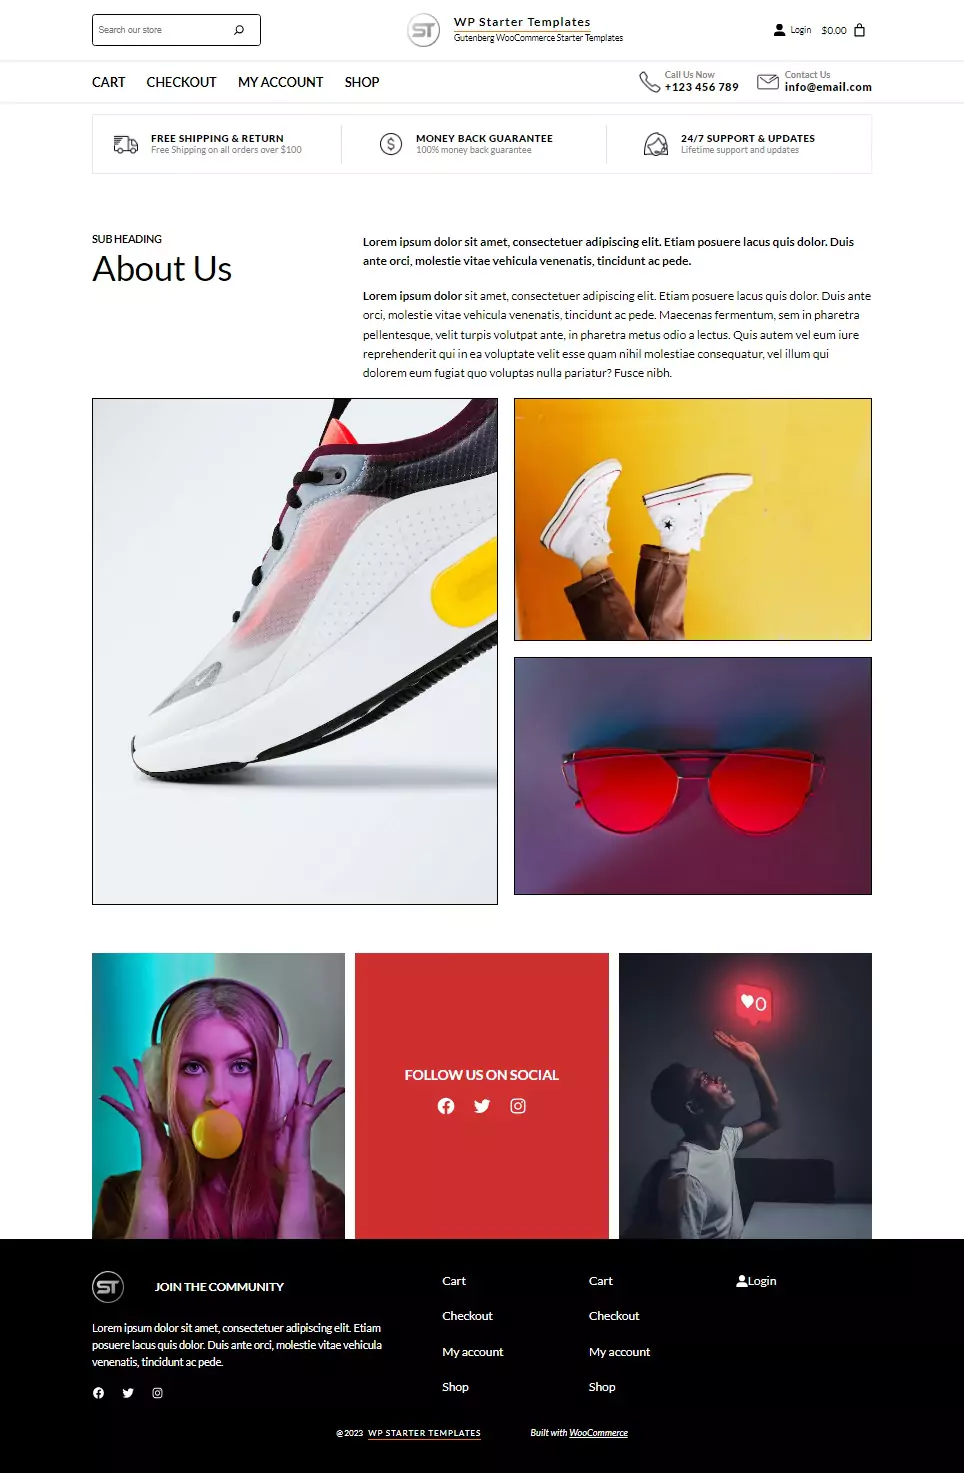 Search our store
ST
WP Starter Templates
Gutenberg WooCommerce Starter Templates
Login
$0.00
CART CHECKOUT MY ACCOUNT SHOP
Call Us Now
+123 456 789
Contact Us
info@email.com
FREE SHIPPING & RETURN
Free Shipping on all orders over $100
MONEY BACK GUARANTEE
100% money back guarantee
24/7 SUPPORT & UPDATES
Lifetime support and updates
SUB HEADING
About Us
Lorem ipsum dolor sit amet, consectetuer adipiscing elit. Etiam posuere lacus quis dolor. Duis
ante orci, molestie vitae vehicula venenatis, tincidunt ac pede.
Lorem ipsum dolor sit amet, consectetuer adipiscing elit. Etiam posuere lacus quis dolor. Duis ante
orci, molestie vitae vehicula venenatis, tincidunt ac pede. Maecenas fermentum, sem in pharetra
pellentesque, velit turpis volutpat ante, in pharetra metus odio a lectus. Quis autem vel eum iure
reprehenderit qui in ea voluptate velit esse quam nihil molestiae consequatur, vel illum qui
dolorem eum fugiat quo voluptas nulla pariatur? Fusce nibh.
FOLLOW US ON SOCIAL
0
ST
JOIN THE COMMUNITY
Lorem ipsum dolor sit amet, consectetuer adipiscing elit. Etiam
posuere lacus quis dolor. Duis ante orci, molestie vitae vehicula
venenatis, tincidunt ac pede.
Cart
Checkout
My account
Shop
Cart
Checkout
My account
Shop
Login
@2023 WP STARTER TEMPLATES
Built with WooCommerce